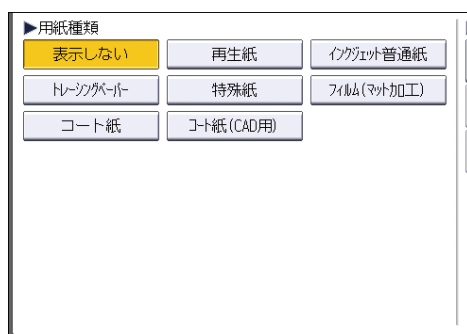 ▶用紙種類
表示しない 再生紙 インクジェット普通紙
トレーシングペーパー 特殊紙 フィルム(マット加工)
コート紙 コート紙(CAD用)